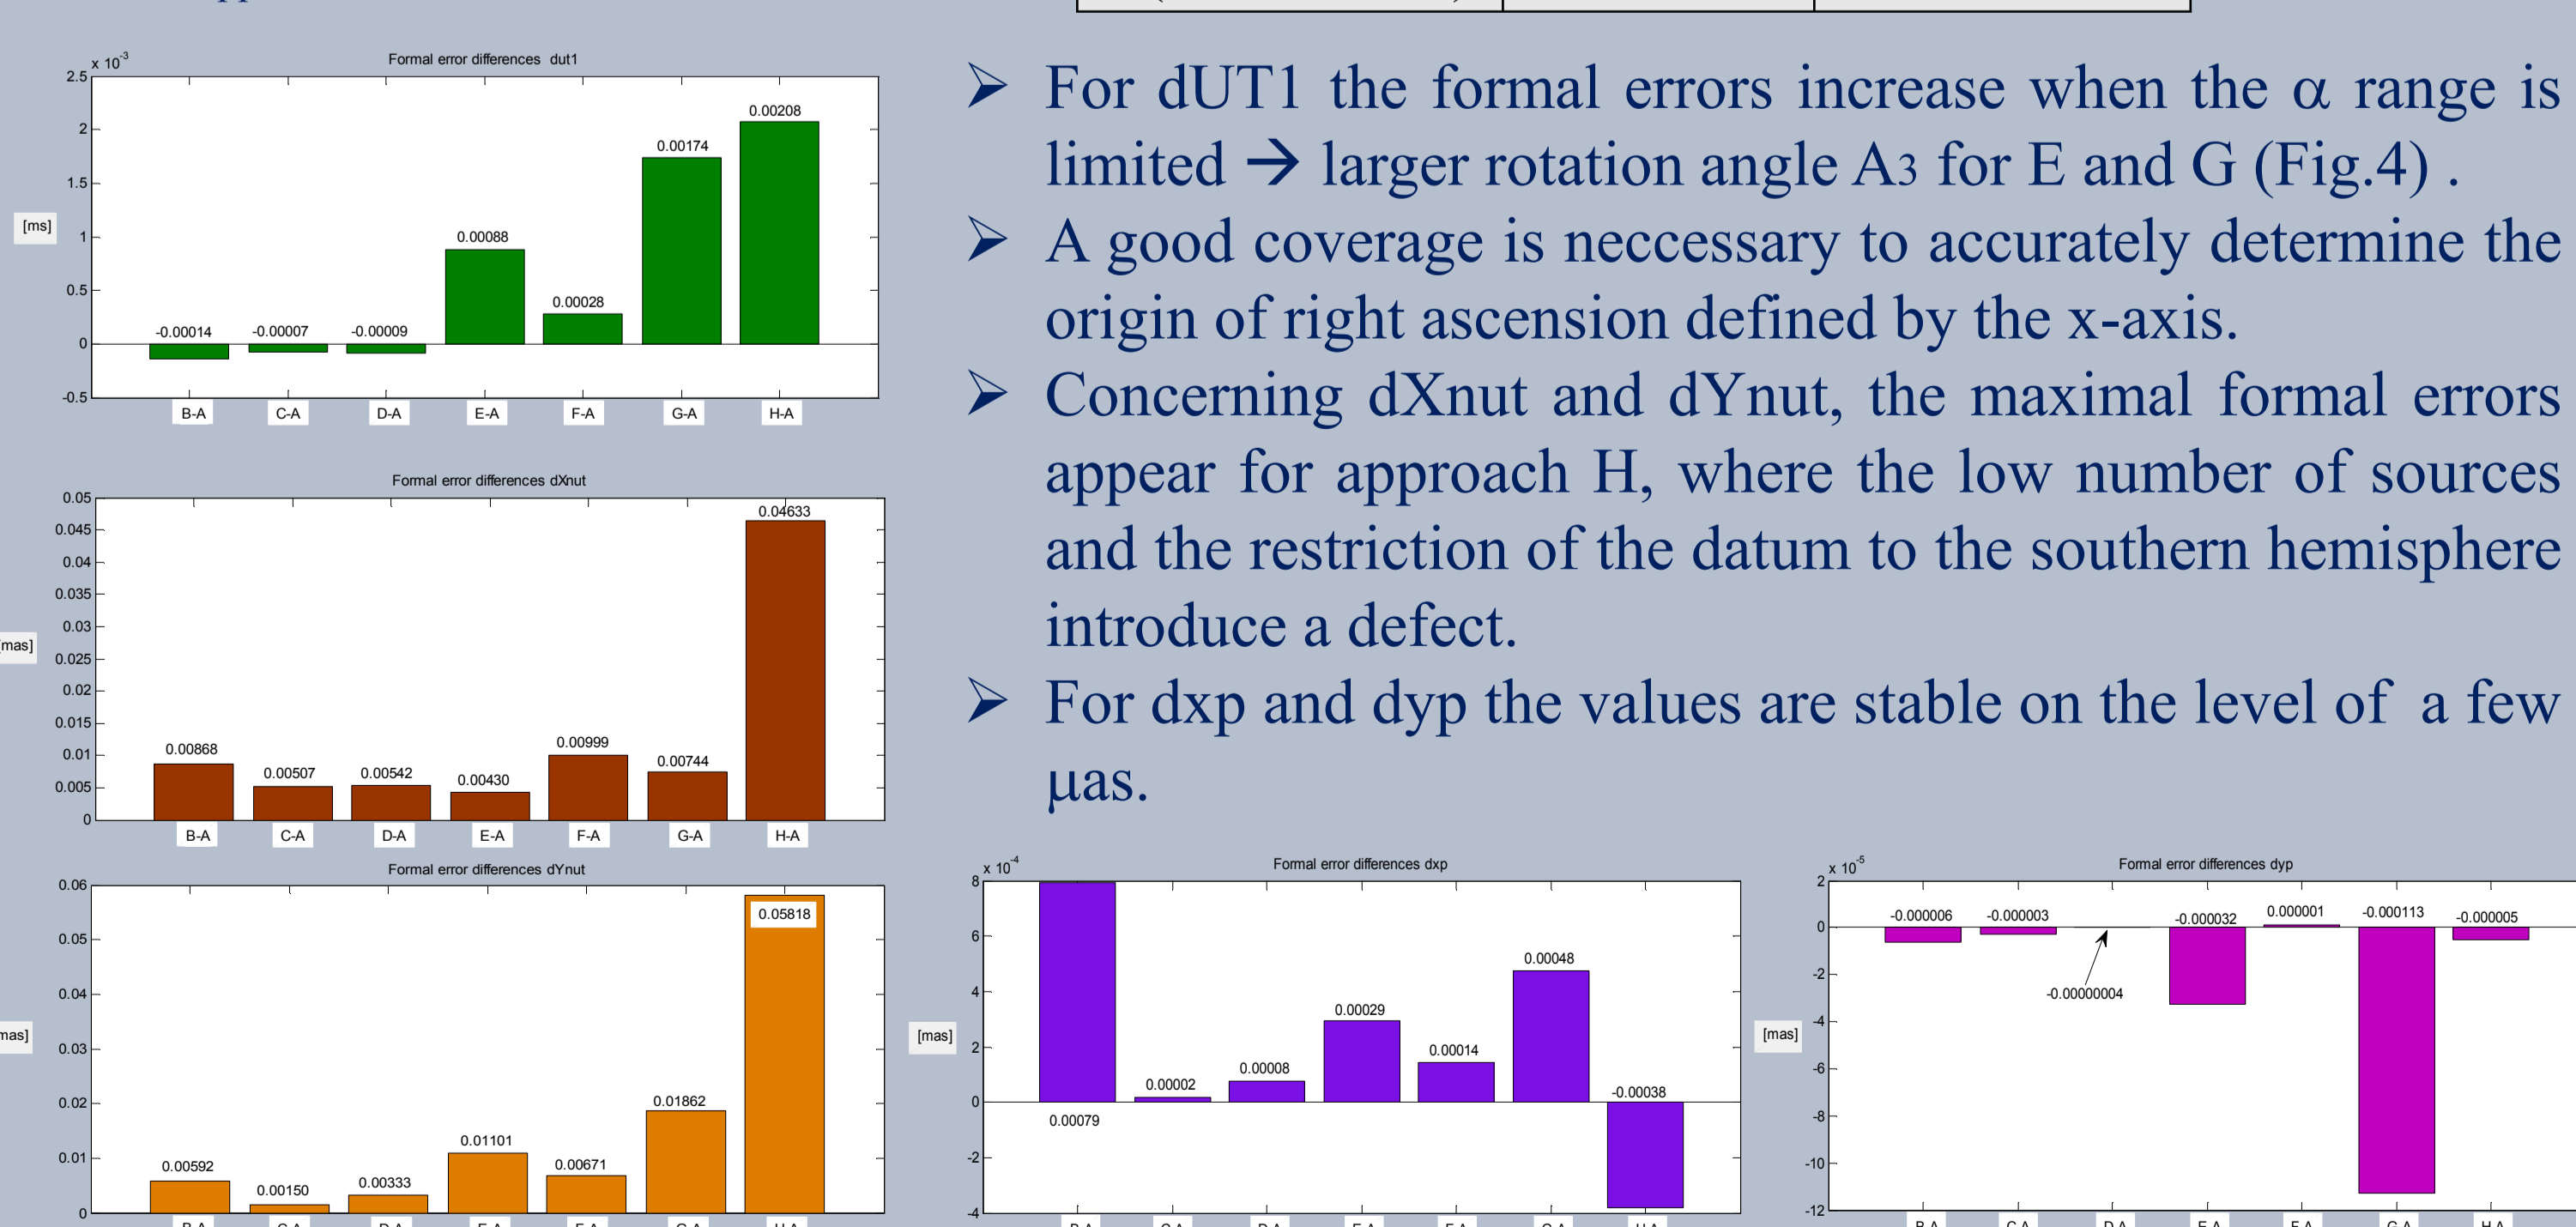 Formal error differences dut1
x 10-3
2.5
2
1.5
1
0.5
0
-0.5
[ms]
-0.00014
-0.00007
-0.00009
0.00088
0.00028
0.00174
0.00208
B-A C-A D-A E-A F-A G-A H-A
Formal error differences dXnut
0.05
0.045
0.04
0.035
0.03
0.025
0.02
0.015
0.01
0.005
0
[mas]
0.00868
0.00507
0.00542
0.00430
0.00999
0.00744
0.04633
B-A C-A D-A E-A F-A G-A H-A
Formal error differences dYnut
0.06
0.05
0.04
0.03
0.02
0.01
0
mas]
0.00592
0.00150
0.00333
0.01101
0.00671
0.01862
0.05818
B-A C-A D-A E-A F-A G-A H-A
➢ For dUT1 the formal errors increase when the α range is
limited → larger rotation angle A3 for E and G (Fig.4) .
➢ A good coverage is neccessary to accurately determine the
origin of right ascension defined by the x-axis.
➢ Concerning dXnut and dYnut, the maximal formal errors
appear for approach H, where the low number of sources
and the restriction of the datum to the southern hemisphere
introduce a defect.
➢ For dxp and dyp the values are stable on the level of a few
μas.
Formal error differences dxp
x 10-4
8
6
4
2
0
-2
-4
[mas]
0.00079
0.00002
0.00008
0.00029
0.00014
0.00048
-0.00038
B-A C-A D-A E-A F-A G-A H-A
Formal error differences dyp
x 10-5
2
0
-2
-4
-6
-8
-10
-12
[mas]
-0.000006
-0.000003
-0.00000004
-0.000032
0.000001
-0.000113
-0.000005
B-A C-A D-A E-A F-A G-A H-A